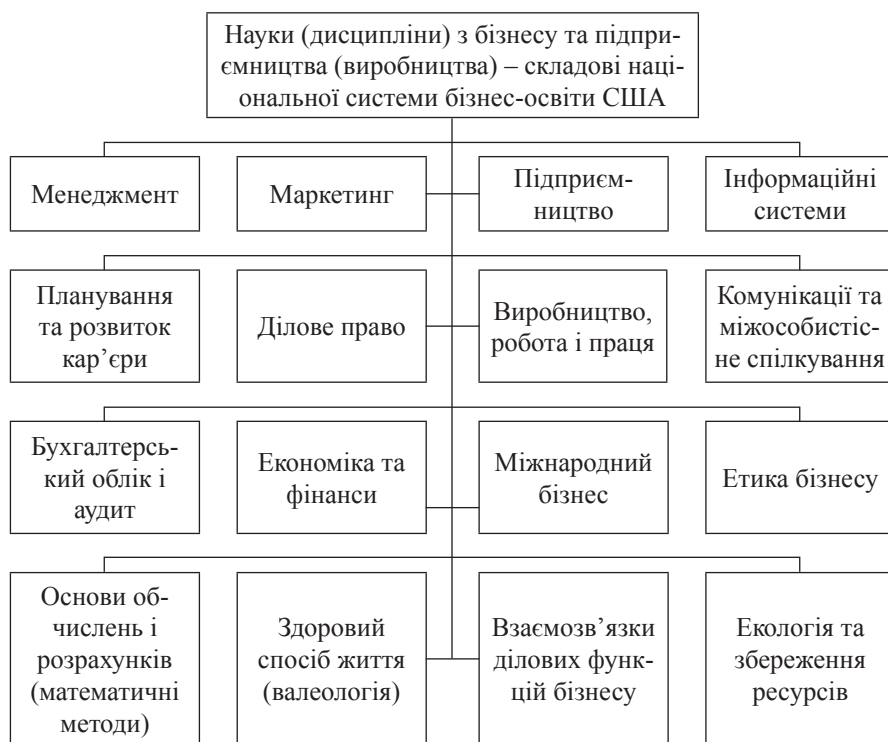 Науки (дисципліни) з бізнесу та підпри-
ємництва (виробництва) – складові наці-
ональної системи бізнес-освіти США
Менеджмент
Маркетинг
Підприєм-
ництво
Інформаційні
системи
Планування
та розвиток
кар’єри
Ділове право
Виробництво,
робота і праця
Комунікації та
міжособистіс-
не спілкування
Бухгалтерсь-
кий облік і
аудит
Економіка та
фінанси
Міжнародний
бізнес
Етика бізнесу
Основи об-
числень і
розрахунків
(математичні
методи)
Здоровий
спосіб життя
(валеологія)
Взаємозв’язки
ділових функ-
цій бізнесу
Екологія та
збереження
ресурсів